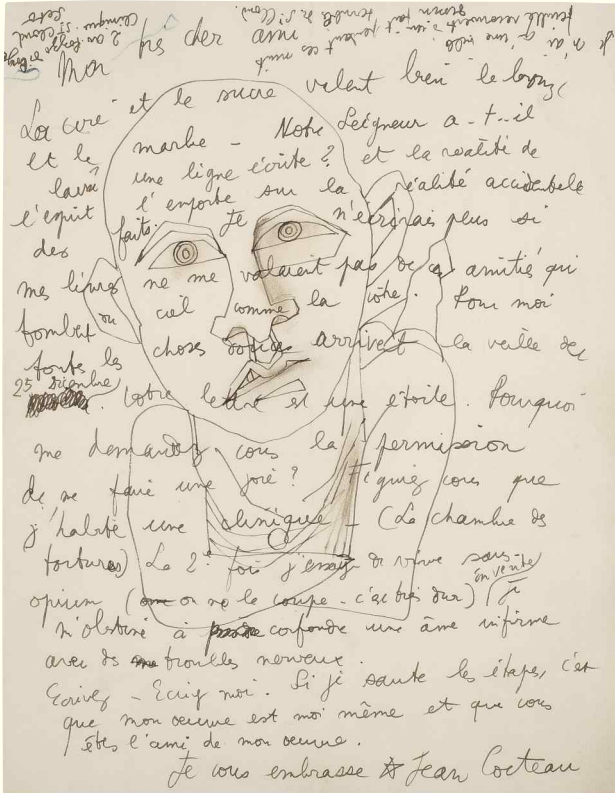 Mon
très cher ami
La cire et le sucre valent bien le bronze
et le marbre – Notre Seigneur a-t-il
laissé une ligne écrite ? et la réalité de
l'esprit l'emporte sur la réalité accidentelle
des faits. Je n'écrirais plus si
mes livres ne me valaient pas de ces amitiés qui
tombent du ciel comme la vôtre. Pour moi
toutes les choses arrivent la veille du
25 décembre. Votre lettre est une étoile. Pourquoi
me demandez vous la permission
de me faire une joie ? Figurez vous que
j'habite une clinique – (La chambre des
tortures) La 2e fois j'essaye de vivre sans
opium (où on ne le coupe – c'est très dur)
m'obstine à confondre une âme infirme
avec des troubles nerveux.
Ecrivez – Ecrivez moi. Si je saute les étapes, c'est
que mon œuvre est moi même et que vous
êtes l'ami de mon œuvre.
Je vous embrasse Jean Cocteau